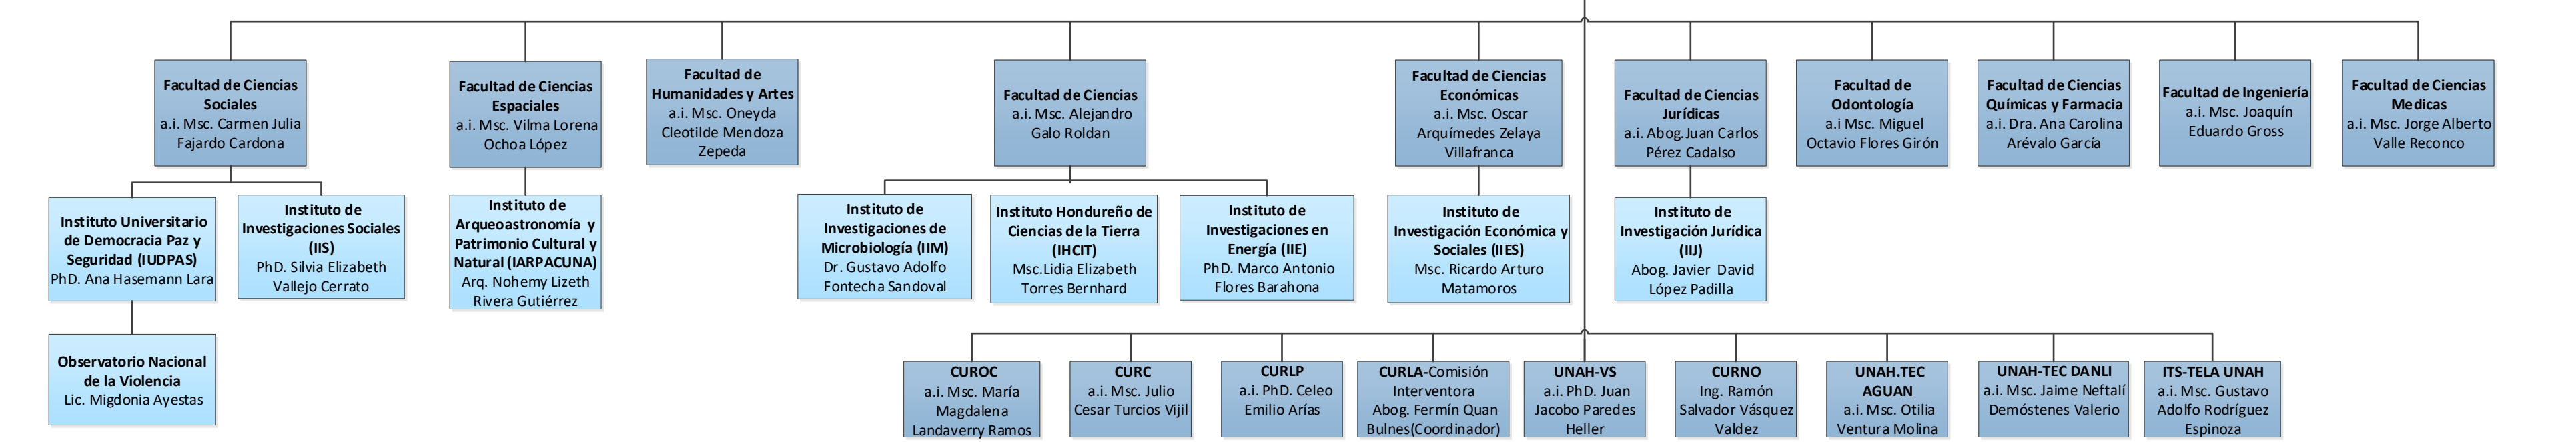 Facultad de Ciencias
Sociales
a.i. Msc. Carmen Julia
Fajardo Cardona
Facultad de Ciencias
Espaciales
a.i. Msc. Vilma Lorena
Ochoa López
Facultad de
Humanidades y Artes
a.i. Msc. Oneyda
Cleotilde Mendoza
Zepeda
Facultad de Ciencias
a.i. Msc. Alejandro
Galo Roldan
Facultad de Ciencias
Económicas
a.i. Msc. Oscar
Arquímedes Zelaya
Villafranca
Facultad de Ciencias
Jurídicas
a.i. Abog.Juan Carlos
Pérez Cadalso
Facultad de
Odontología
a.i Msc. Miguel
Octavio Flores Girón
Facultad de Ciencias
Químicas y Farmacia
a.i. Dra. Ana Carolina
Arévalo García
Facultad de Ingeniería
a.i. Msc. Joaquín
Eduardo Gross
Facultad de Ciencias
Medicas
a.i. Msc. Jorge Alberto
Valle Reconco
Instituto Universitario
de Democracia Paz y
Seguridad (IUDPAS)
PhD. Ana Hasemann Lara
Instituto de
Investigaciones Sociales
(IIS)
PhD. Silvia Elizabeth
Vallejo Cerrato
Instituto de
Arqueoastronomía y
Patrimonio Cultural y
Natural (IARPACUNA)
Arq. Nohemy Lizeth
Rivera Gutiérrez
Instituto de
Investigaciones de
Microbiología (IIM)
Dr. Gustavo Adolfo
Fontecha Sandoval
Instituto Hondureño de
Ciencias de la Tierra
(IHCIT)
Msc.Lidia Elizabeth
Torres Bernhard
Instituto de
Investigaciones en
Energía (IIE)
PhD. Marco Antonio
Flores Barahona
Instituto de
Investigación Económica y
Sociales (IIES)
Msc. Ricardo Arturo
Matamoros
Instituto de
Investigación Jurídica
(IIJ)
Abog. Javier David
López Padilla
Observatorio Nacional
de la Violencia
Lic. Migdonia Ayestas
CUROC
a.i. Msc. María
Magdalena
Landaverry Ramos
CURC
a.i. Msc. Julio
Cesar Turcios Vijil
CURLP
a.i. PhD. Celeo
Emilio Arías
CURLA-Comisión
Interventora
Abog. Fermín Quan
Bulnes(Coordinador)
UNAH-VS
a.i. PhD. Juan
Jacobo Paredes
Heller
CURNO
Ing. Ramón
Salvador Vásquez
Valdez
UNAH.TEC
AGUAN
a.i. Msc. Otilia
Ventura Molina
UNAH-TEC DANLI
a.i. Msc. Jaime Neftalí
Demóstenes Valerio
ITS-TELA UNAH
a.i. Msc. Gustavo
Adolfo Rodríguez
Espinoza